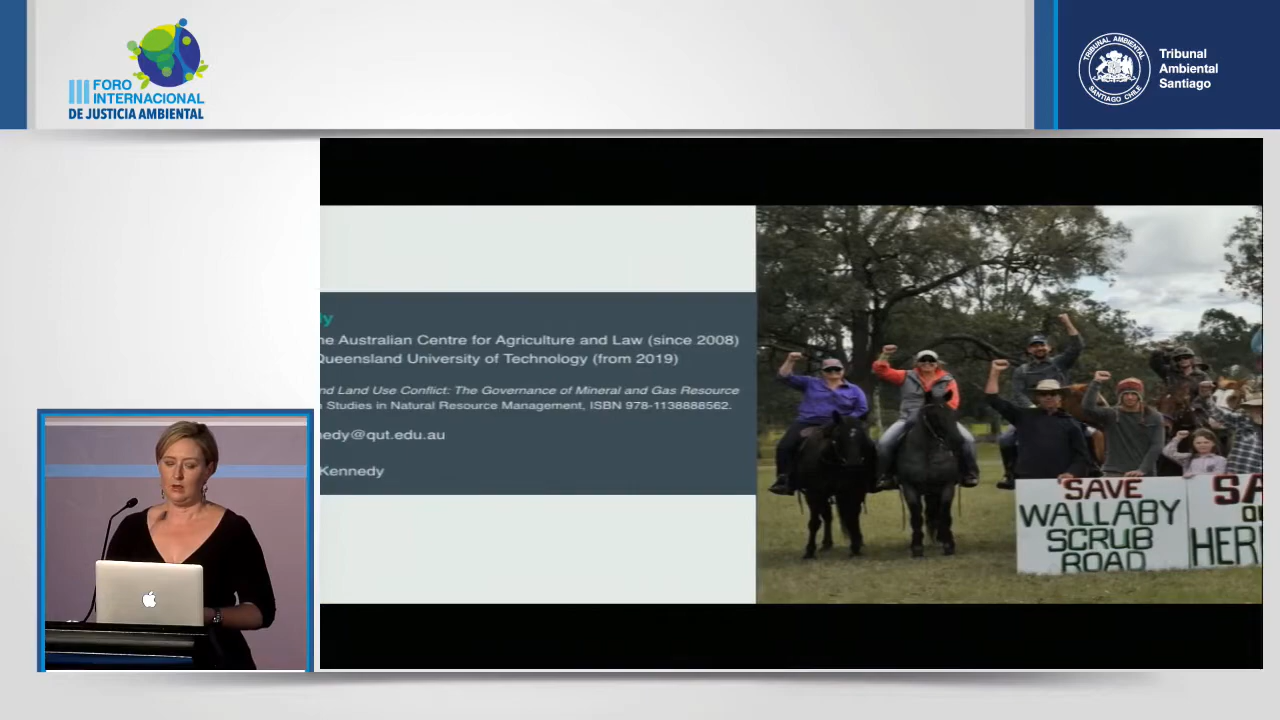 III FORO
INTERNACIONAL
DE JUSTICIA AMBIENTAL
TRIBUNAL AMBIENTAL
SANTIAGO CHILE
Tribunal
Ambiental
Santiago
Australian Centre for Agriculture and Law (since 2008)
Queensland University of Technology (from 2019)
Land Use Conflict: The Governance of Mineral and Gas Resource
Studies in Natural Resource Management, ISBN 978-1138888562.
edy@qut.edu.au
Kennedy
SAVE
WALLABY
SCRUB
ROAD
SA
HER